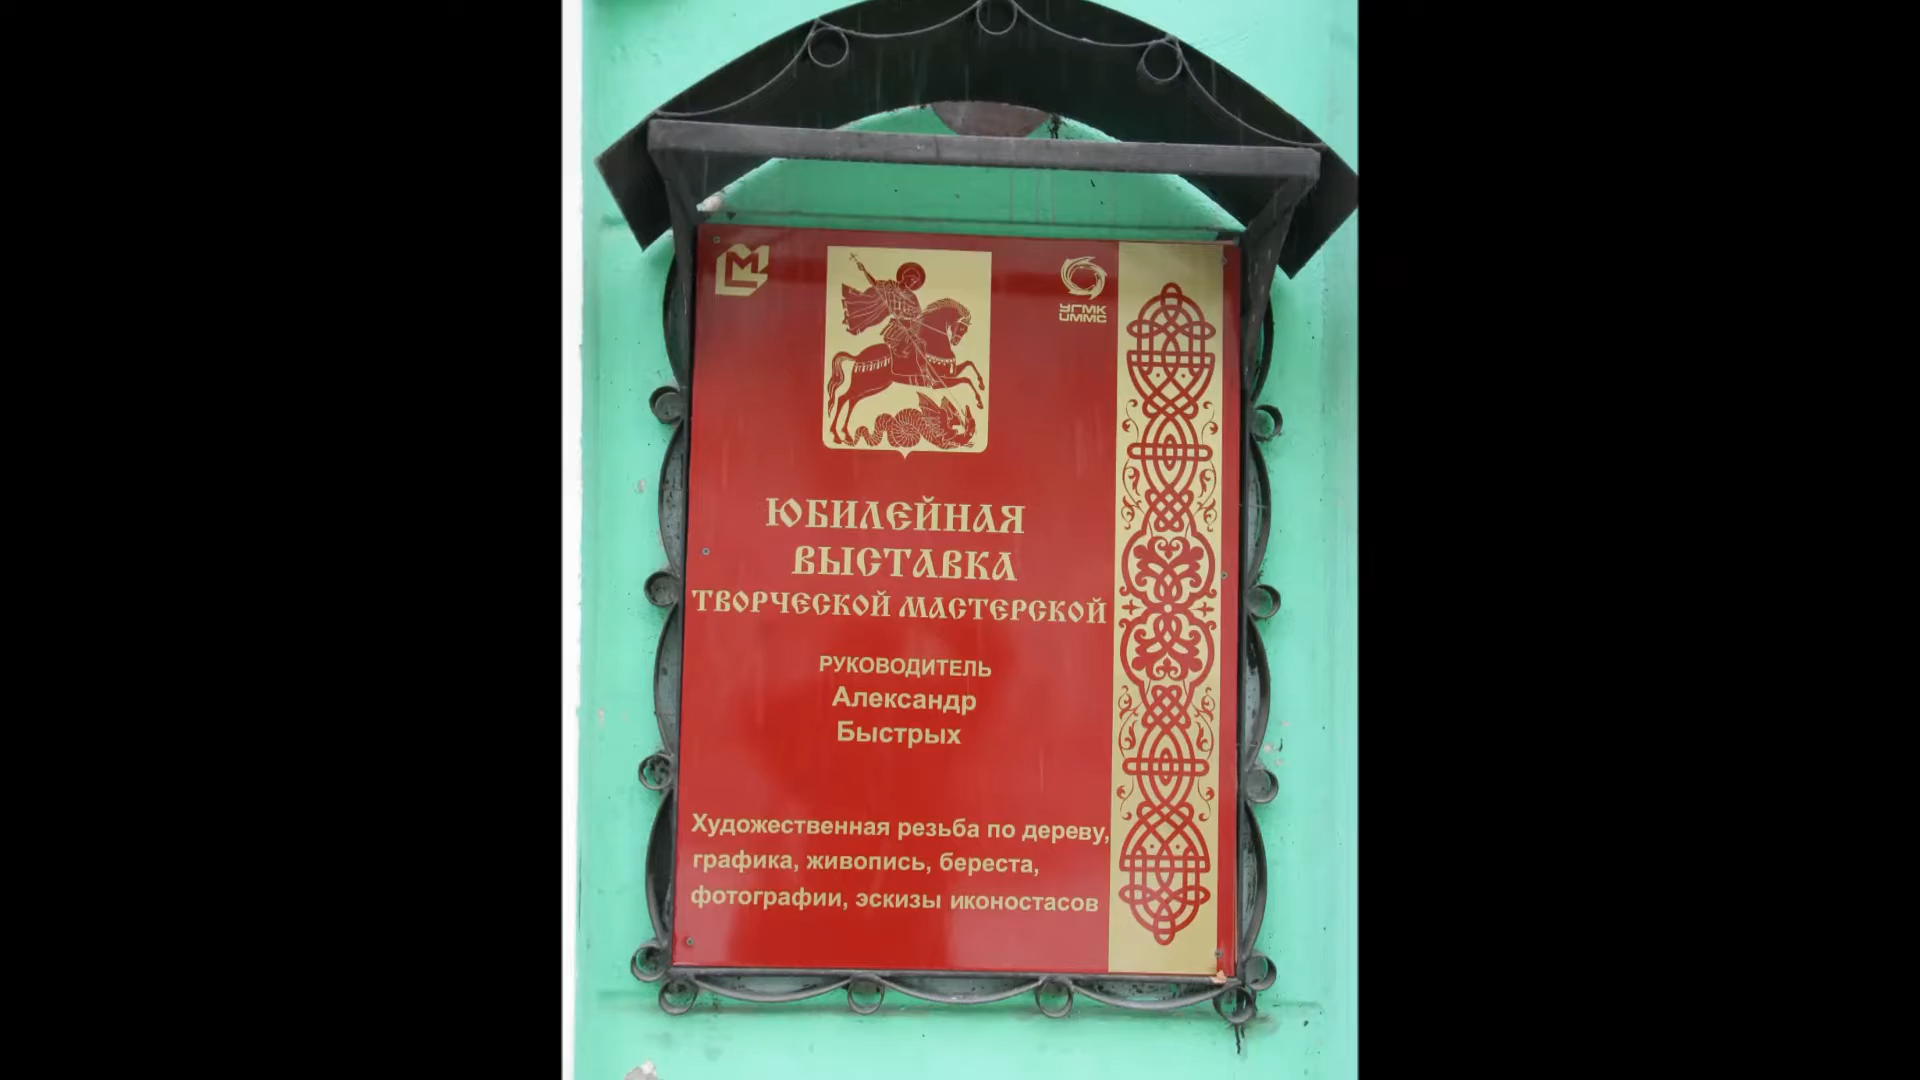 М
УГМК
UMMC
ЮБИЛЕЙНАЯ
ВЫСТАВКА
ТВОРЧЕСКОЙ МАСТЕРСКОЙ
РУКОВОДИТЕЛЬ
Александр
Быстрых
Художественная резьба по дереву,
графика, живопись, береста,
фотографии, эскизы иконостасов